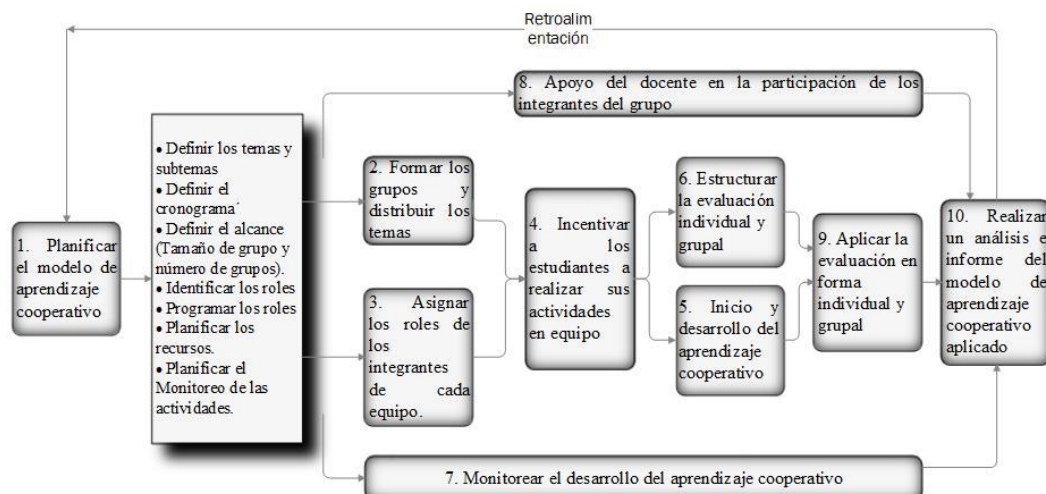 Retroalim
entación
8. Apoyo del docente en la participación de los
integrantes del grupo
• Definir los temas y
subtemas
• Definir el
cronograma´
• Definir el alcance
(Tamaño de grupo y
número de grupos).
• Identificar los roles
• Programar los roles
• Planificar los
recursos.
• Planificar el
Monitoreo de las
actividades.
1. Planificar
el modelo de
aprendizaje
cooperativo
2. Formar los
grupos y
distribuir los
temas
3. Asignar
los roles de
los
integrantes
de cada
equipo.
4. Incentivar
a los
estudiantes a
realizar sus
actividades
en equipo
6. Estructurar
la evaluación
individual y
grupal
5. Inicio y
desarrollo del
aprendizaje
cooperativo
9. Aplicar la
evaluación en
forma
individual y
grupal
10. Realizar
un análisis e
informe del
modelo de
aprendizaje
cooperativo
aplicado
7. Monitorear el desarrollo del aprendizaje cooperativo